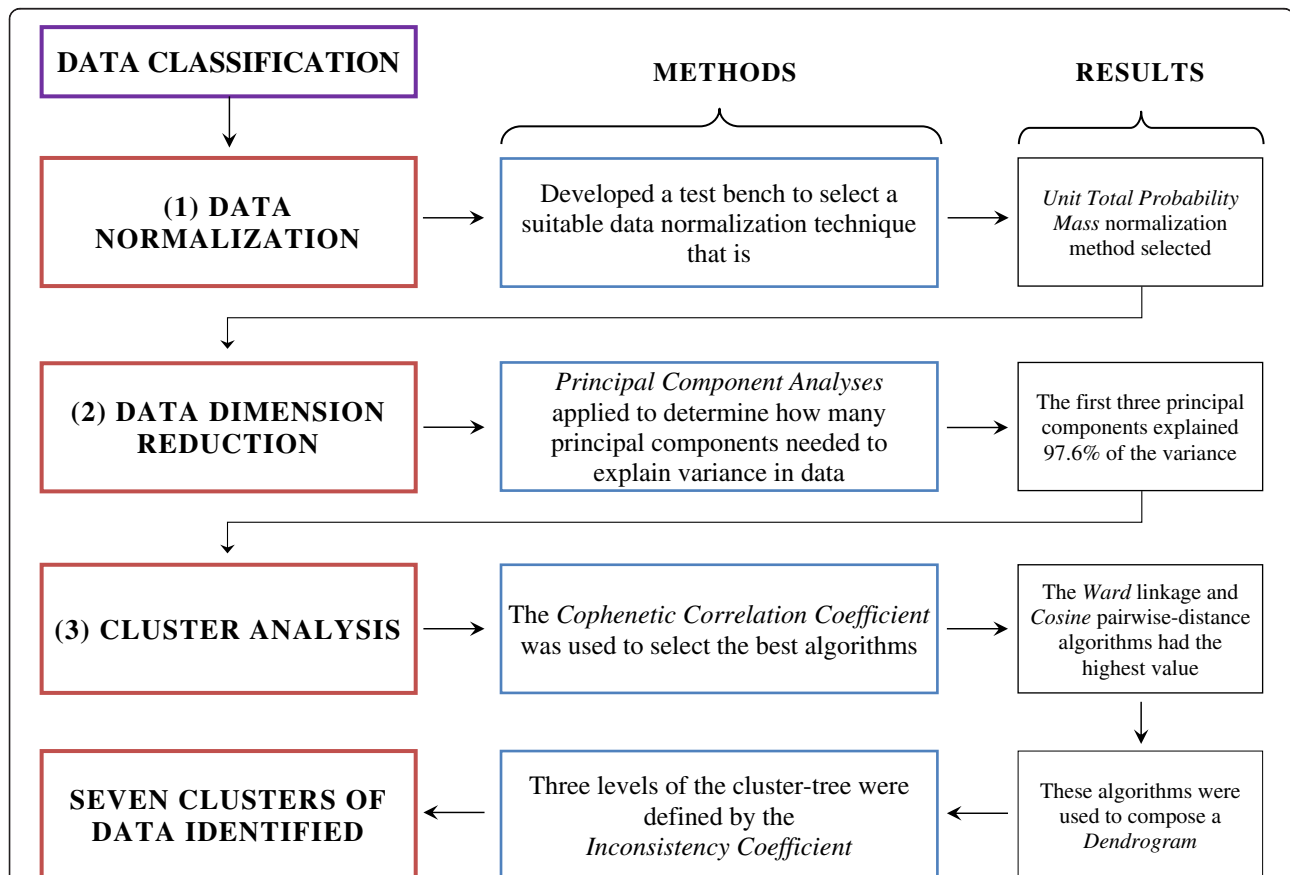 DATA CLASSIFICATION
METHODS
RESULTS
(1) DATA
NORMALIZATION
Developed a test bench to select a
suitable data normalization technique
that is
Unit Total Probability
Mass normalization
method selected
(2) DATA DIMENSION
REDUCTION
Principal Component Analyses
applied to determine how many
principal components needed to
explain variance in data
The first three principal
components explained
97.6% of the variance
(3) CLUSTER ANALYSIS
The Cophenetic Correlation Coefficient
was used to select the best algorithms
The Ward linkage and
Cosine pairwise-distance
algorithms had the
highest value
SEVEN CLUSTERS OF
DATA IDENTIFIED
Three levels of the cluster-tree were
defined by the
Inconsistency Coefficient
These algorithms were
used to compose a
Dendrogram